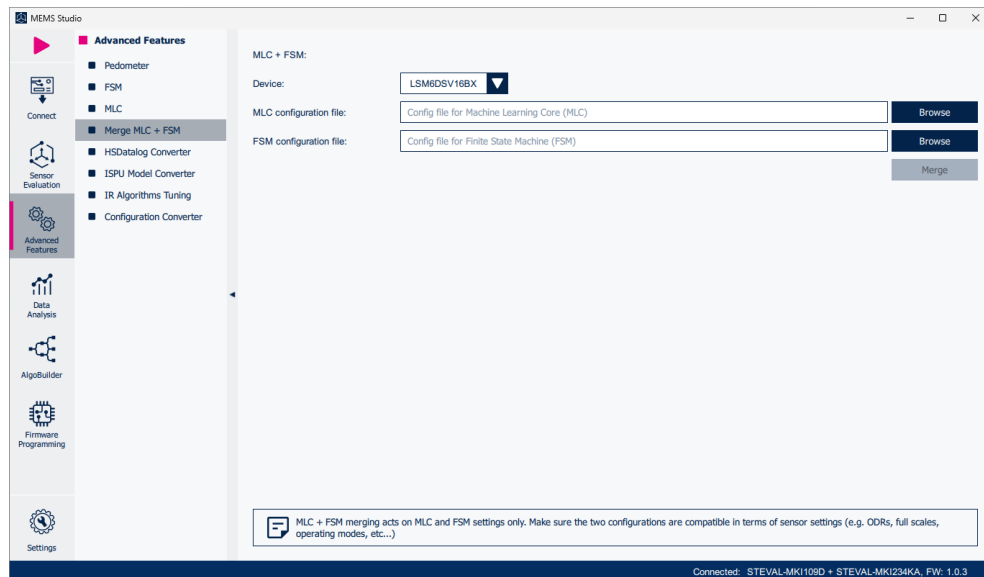 MEMS Studio
Connect
Sensor
Evaluation
Advanced
Features
Data
Analysis
AlgoBuilder
Firmware
Programming
Settings
Advanced Features
Pedometer
FSM
MLC
Merge MLC + FSM
HSDatalog Converter
ISPU Model Converter
IR Algorithms Tuning
Configuration Converter
MLC + FSM:
Device: LSM6DSV16BX
MLC configuration file: Config file for Machine Learning Core (MLC) Browse
FSM configuration file: Config file for Finite State Machine (FSM) Browse
Merge
MLC + FSM merging acts on MLC and FSM settings only. Make sure the two configurations are compatible in terms of sensor settings (e.g. ODRs, full scales,
operating modes, etc...)
Connected: STEVAL-MKI109D + STEVAL-MKI234KA, FW: 1.0.3